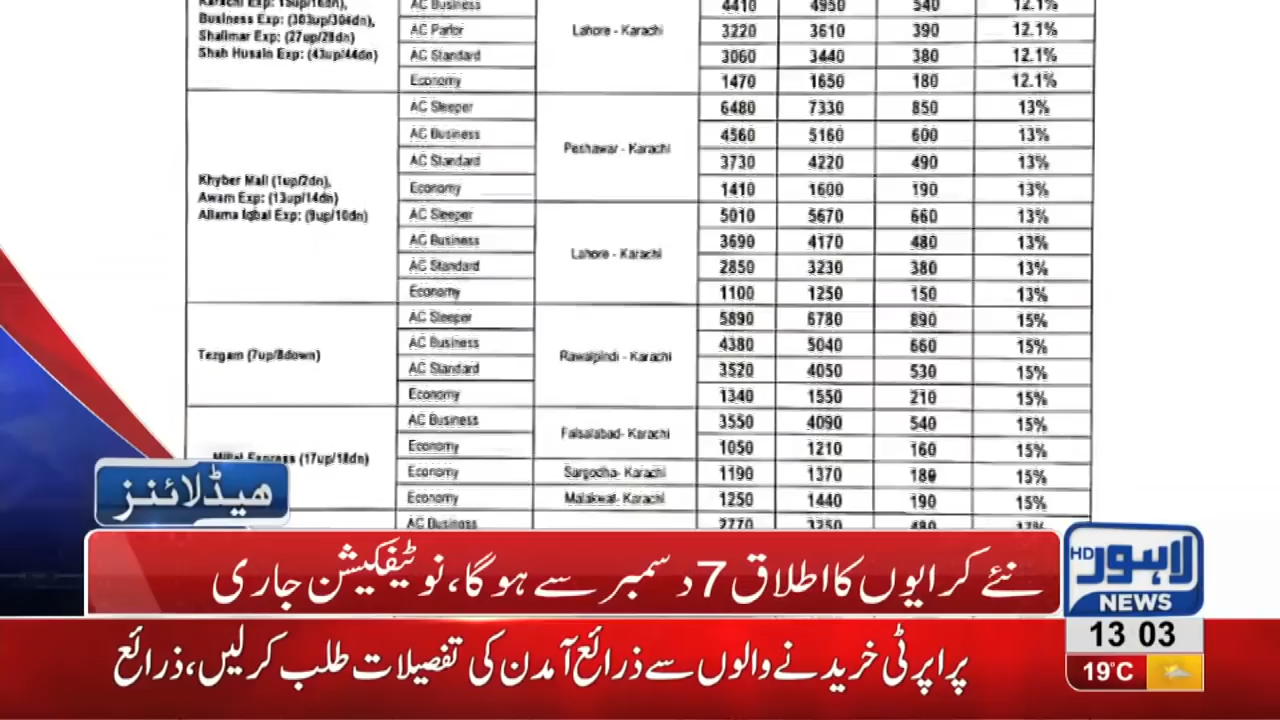 Karachi Exp: 15up/16dn), AC Business 4410 4950 540 12.1%
Business Exp: (303up/304dn) AC Parlor Lahore - Karachi 3220 3610 390 12.1%
Shalimar Exp: (27up/28dn)
Shah Husain Exp: (43up/44dn) AC Standard 3060 3440 380 12.1%
Economy 1470 1650 180 12.1%
AC Sleeper 6480 7330 850 13%
AC Business 4560 5160 600 13%
Peshawar - Karachi
AC Standard 3730 4220 490 13%
Khyber Mail (1up/2dn), Economy 1410 1600 190 13%
Awam Exp: (13up/14dn)
Allama Iqbal Exp: (9up/10dn) AC Sleeper 5010 5670 660 13%
AC Business 3690 4170 480 13%
Lahore - Karachi
AC Standard 2850 3230 380 13%
Economy 1100 1250 150 13%
AC Sleeper 5890 6780 890 15%
AC Business 4380 5040 660 15%
Tezgam (7up/8down) Rawalpindi - Karachi
AC Standard 3520 4050 530 15%
Economy 1340 1550 210 15%
AC Business 3550 4090 540 15%
Faisalabad- Karachi
Economy 1050 1210 160 15%
Millat Express (17up/18dn) Economy Sargodha- Karachi 1190 1370 180 15%
Economy Malakwal- Karachi 1250 1440 190 15%
AC Business 2770 3250 480 17%
ہیڈلائنز
نئے کرایوں کا اطلاق 7 دسمبر سے ہوگا، نوٹیفکیشن جاری
لاہور HD
NEWS
13 03
19°C
پراپرٹی خریدنے والوں سے ذرائع آمدن کی تفصیلات طلب کرلیں، ذرائع